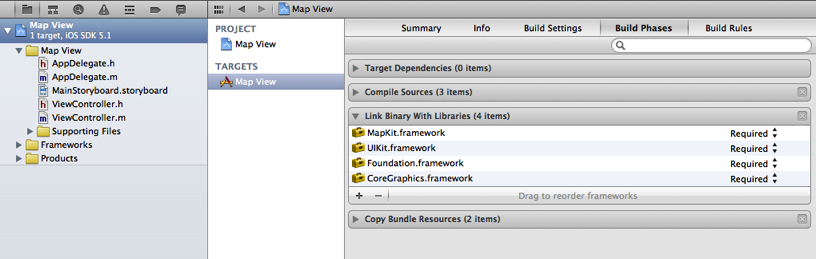 Map View
Map View
1 target, iOS SDK 5.1
Map View
h AppDelegate.h
m AppDelegate.m
MainStoryboard.storyboard
h ViewController.h
m ViewController.m
Supporting Files
Frameworks
Products
PROJECT
Map View
TARGETS
Map View
Summary Info Build Settings Build Phases Build Rules
Target Dependencies (0 items)
Compile Sources (3 items)
Link Binary With Libraries (4 items)
MapKit.framework Required
UIKit.framework Required
Foundation.framework Required
CoreGraphics.framework Required
+ − Drag to reorder frameworks
Copy Bundle Resources (2 items)